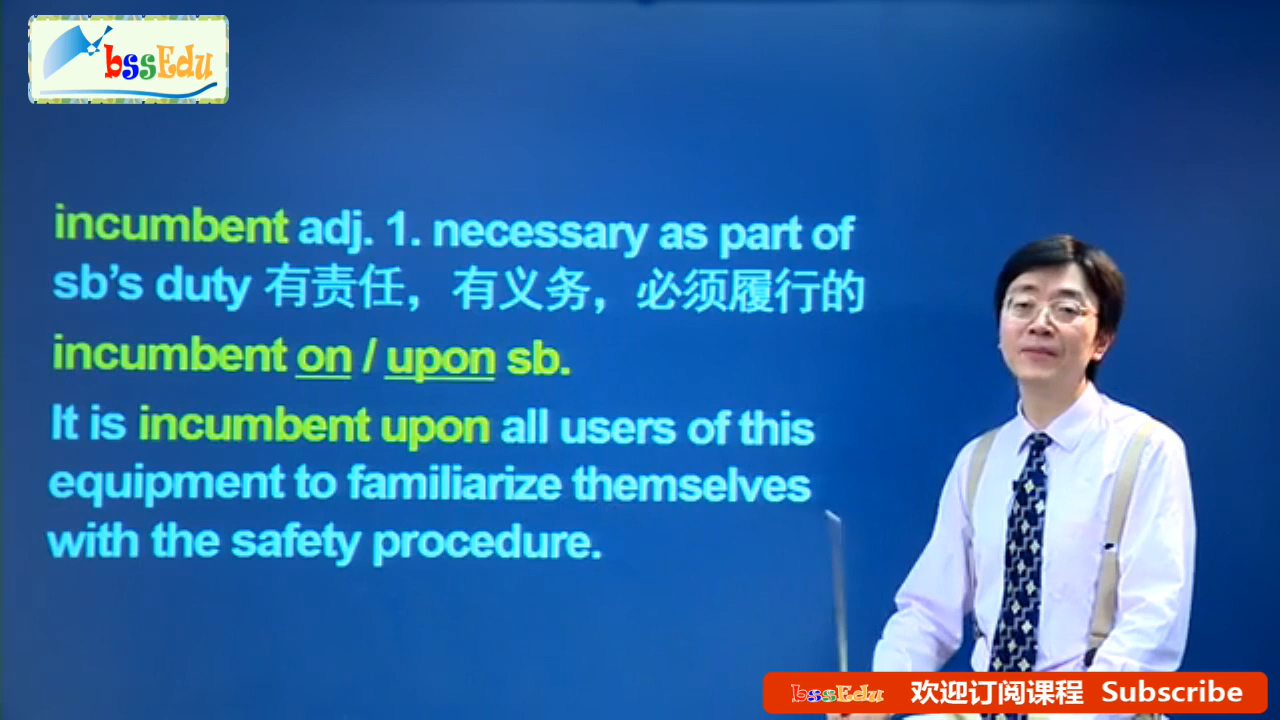 bssEdu
incumbent adj. 1. necessary as part of
sb's duty 有责任，有义务，必须履行的
incumbent on / upon sb.
It is incumbent upon all users of this
equipment to familiarize themselves
with the safety procedure.
bssEdu 欢迎订阅课程 Subscribe